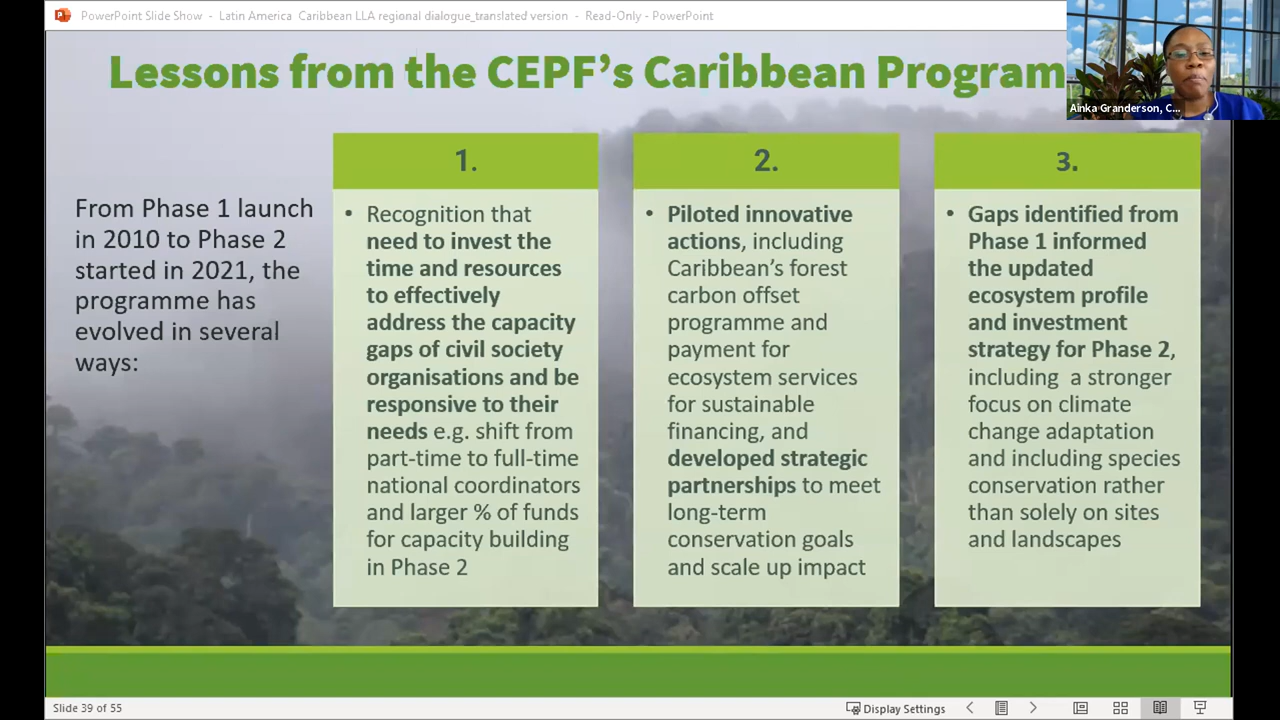 PowerPoint Slide Show - Latin America Caribbean LLA regional dialogue_translated version - Read-Only - PowerPoint
Lessons from the CEPF's Caribbean Program
Ainka Granderson, C...
From Phase 1 launch
in 2010 to Phase 2
started in 2021, the
programme has
evolved in several
ways:
1.
• Recognition that
need to invest the
time and resources
to effectively
address the capacity
gaps of civil society
organisations and be
responsive to their
needs e.g. shift from
part-time to full-time
national coordinators
and larger % of funds
for capacity building
in Phase 2
2.
• Piloted innovative
actions, including
Caribbean's forest
carbon offset
programme and
payment for
ecosystem services
for sustainable
financing, and
developed strategic
partnerships to meet
long-term
conservation goals
and scale up impact
3.
• Gaps identified from
Phase 1 informed
the updated
ecosystem profile
and investment
strategy for Phase 2,
including a stronger
focus on climate
change adaptation
and including species
conservation rather
than solely on sites
and landscapes
Slide 39 of 55
Display Settings